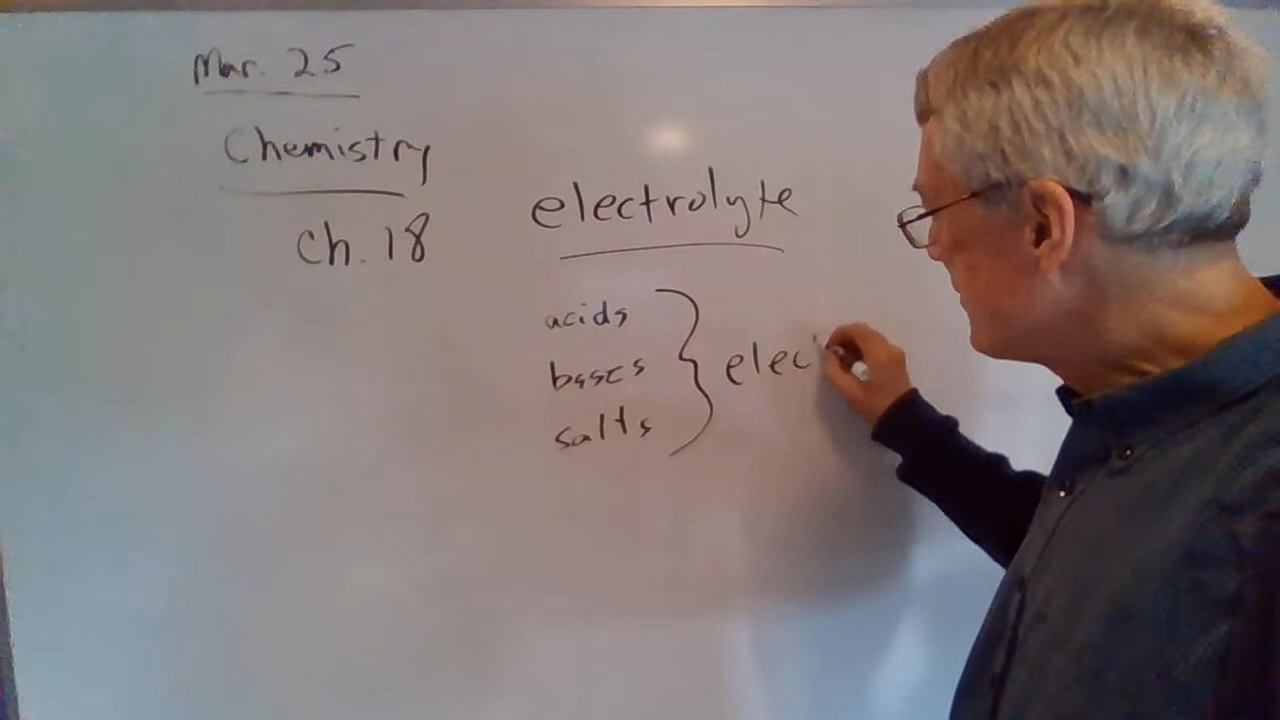 Mar. 25
Chemistry
Ch. 18
electrolyte
acids
bases
salts
elec